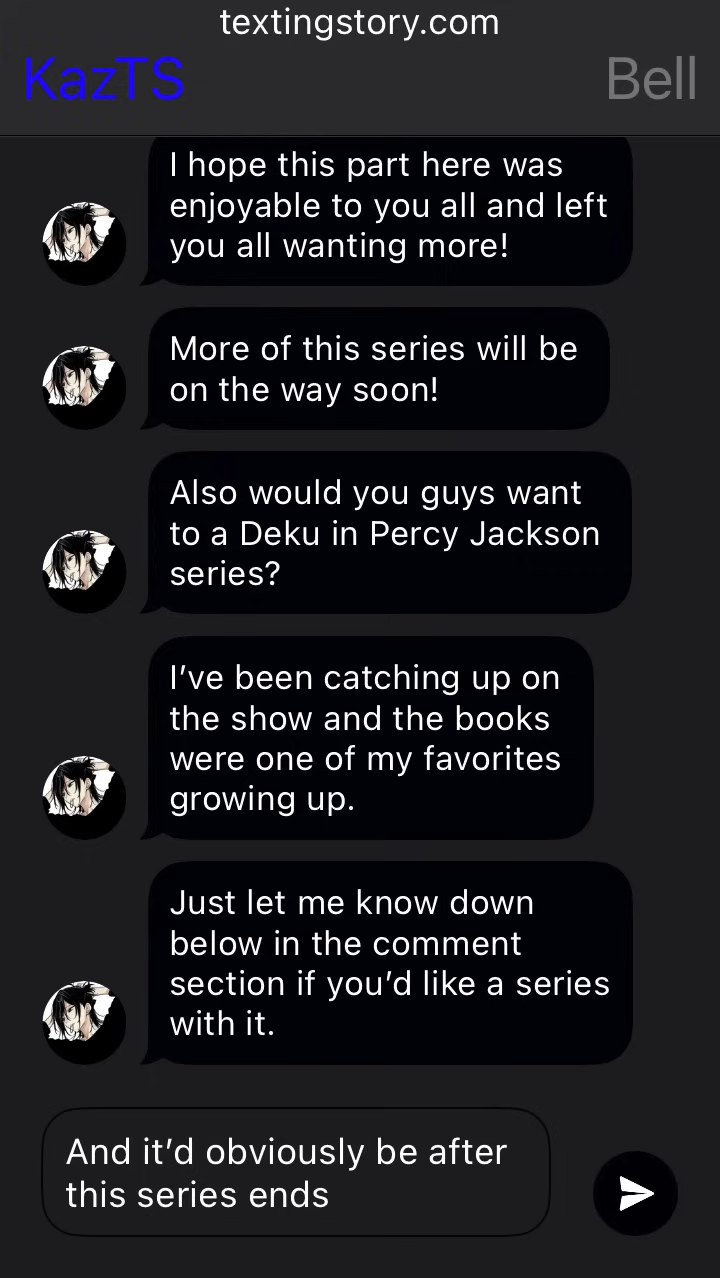 textingstory.com
KazTS
Bell
I hope this part here was
enjoyable to you all and left
you all wanting more!
More of this series will be
on the way soon!
Also would you guys want
to a Deku in Percy Jackson
series?
I’ve been catching up on
the show and the books
were one of my favorites
growing up.
Just let me know down
below in the comment
section if you’d like a series
with it.
And it’d obviously be after
this series ends